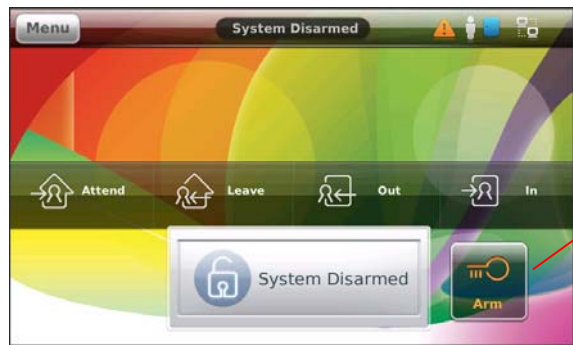 Menu
System Disarmed
Attend
Leave
Out
In
System Disarmed
Arm